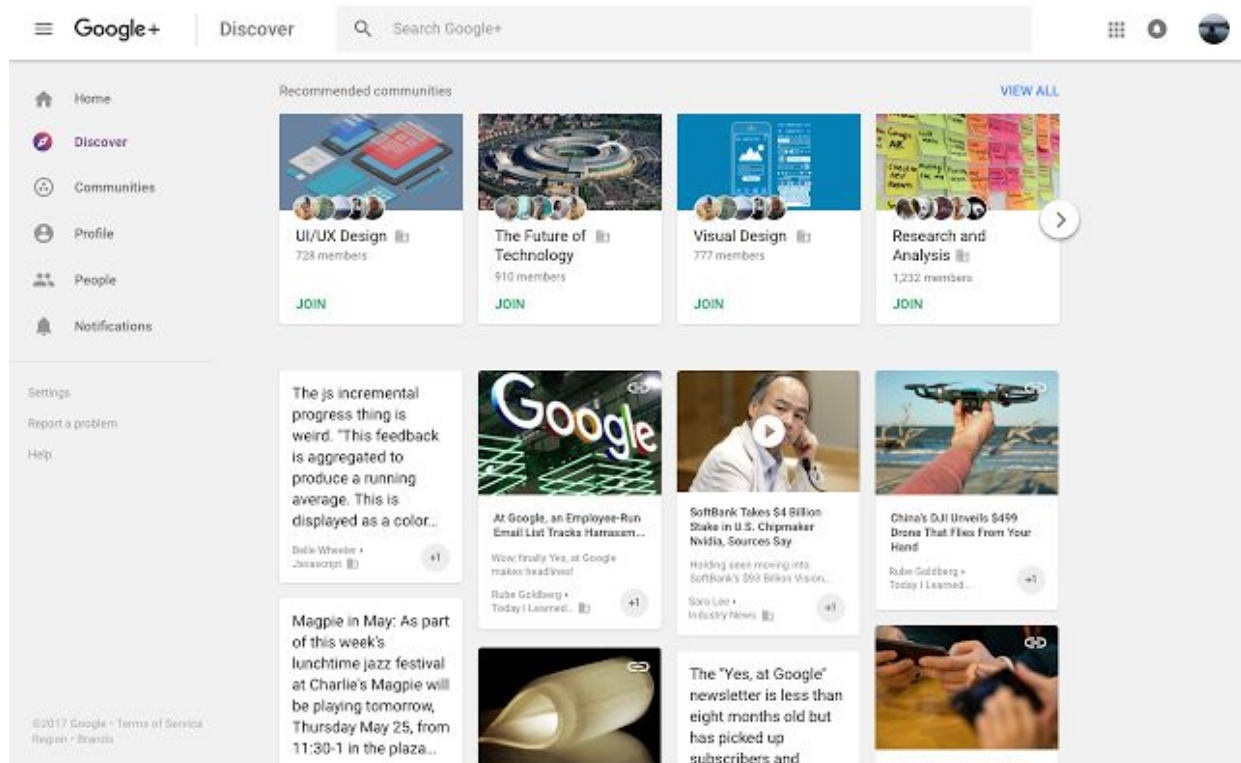 Google+
Discover
Search Google+
Home
Discover
Communities
Profile
People
Notifications
Settings
Report a problem
Help
©2017 Google • Terms of Service
Region • Brands
Recommended communities
VIEW ALL
UI/UX Design
728 members
JOIN
The Future of
Technology
910 members
JOIN
Visual Design
777 members
JOIN
Research and
Analysis
1,232 members
JOIN
The js incremental
progress thing is
weird. "This feedback
is aggregated to
produce a running
average. This is
displayed as a color...
Belle Wheeler •
Javascript
+1
Magpie in May: As part
of this week's
lunchtime jazz festival
at Charlie's Magpie will
be playing tomorrow,
Thursday May 25, from
11:30-1 in the plaza...
Google
At Google, an Employee-Run
Email List Tracks Harrassm...
Wow, finally Yes, at Google
makes headlines!
Rube Goldberg •
Today I Learned...
+1
SoftBank Takes $4 Billion
Stake in U.S. Chipmaker
Nvidia, Sources Say
Holding seen moving into
SoftBank's $93 Billion Vision...
Sara Lee •
Industry News
+1
The "Yes, at Google"
newsletter is less than
eight months old but
has picked up
subscribers and
China's DJI Unveils $499
Drone That Flies From Your
Hand
Rube Goldberg •
Today I Learned...
+1